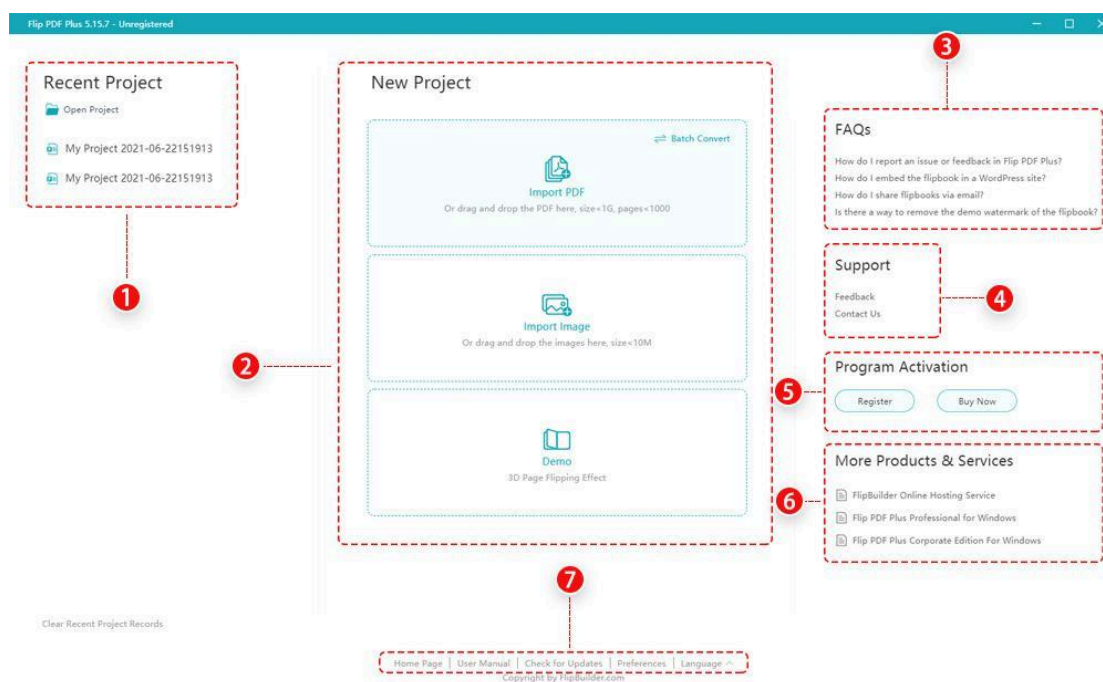 Flip PDF Plus 5.15.7 - Unregistered
Recent Project
Open Project
My Project 2021-06-22151913
My Project 2021-06-22151913
1
Clear Recent Project Records
2
New Project
Batch Convert
Import PDF
Or drag and drop the PDF here, size<1G, pages<1000
Import Image
Or drag and drop the images here, size<10M
Demo
3D Page Flipping Effect
3
FAQs
How do I report an issue or feedback in Flip PDF Plus?
How do I embed the flipbook in a WordPress site?
How do I share flipbooks via email?
Is there a way to remove the demo watermark of the flipbook?
Support
Feedback
Contact Us
4
5
Program Activation
Register Buy Now
6
More Products & Services
FlipBuilder Online Hosting Service
Flip PDF Plus Professional for Windows
Flip PDF Plus Corporate Edition For Windows
7
Home Page | User Manual | Check for Updates | Preferences | Language
Copyright by FlipBuilder.com